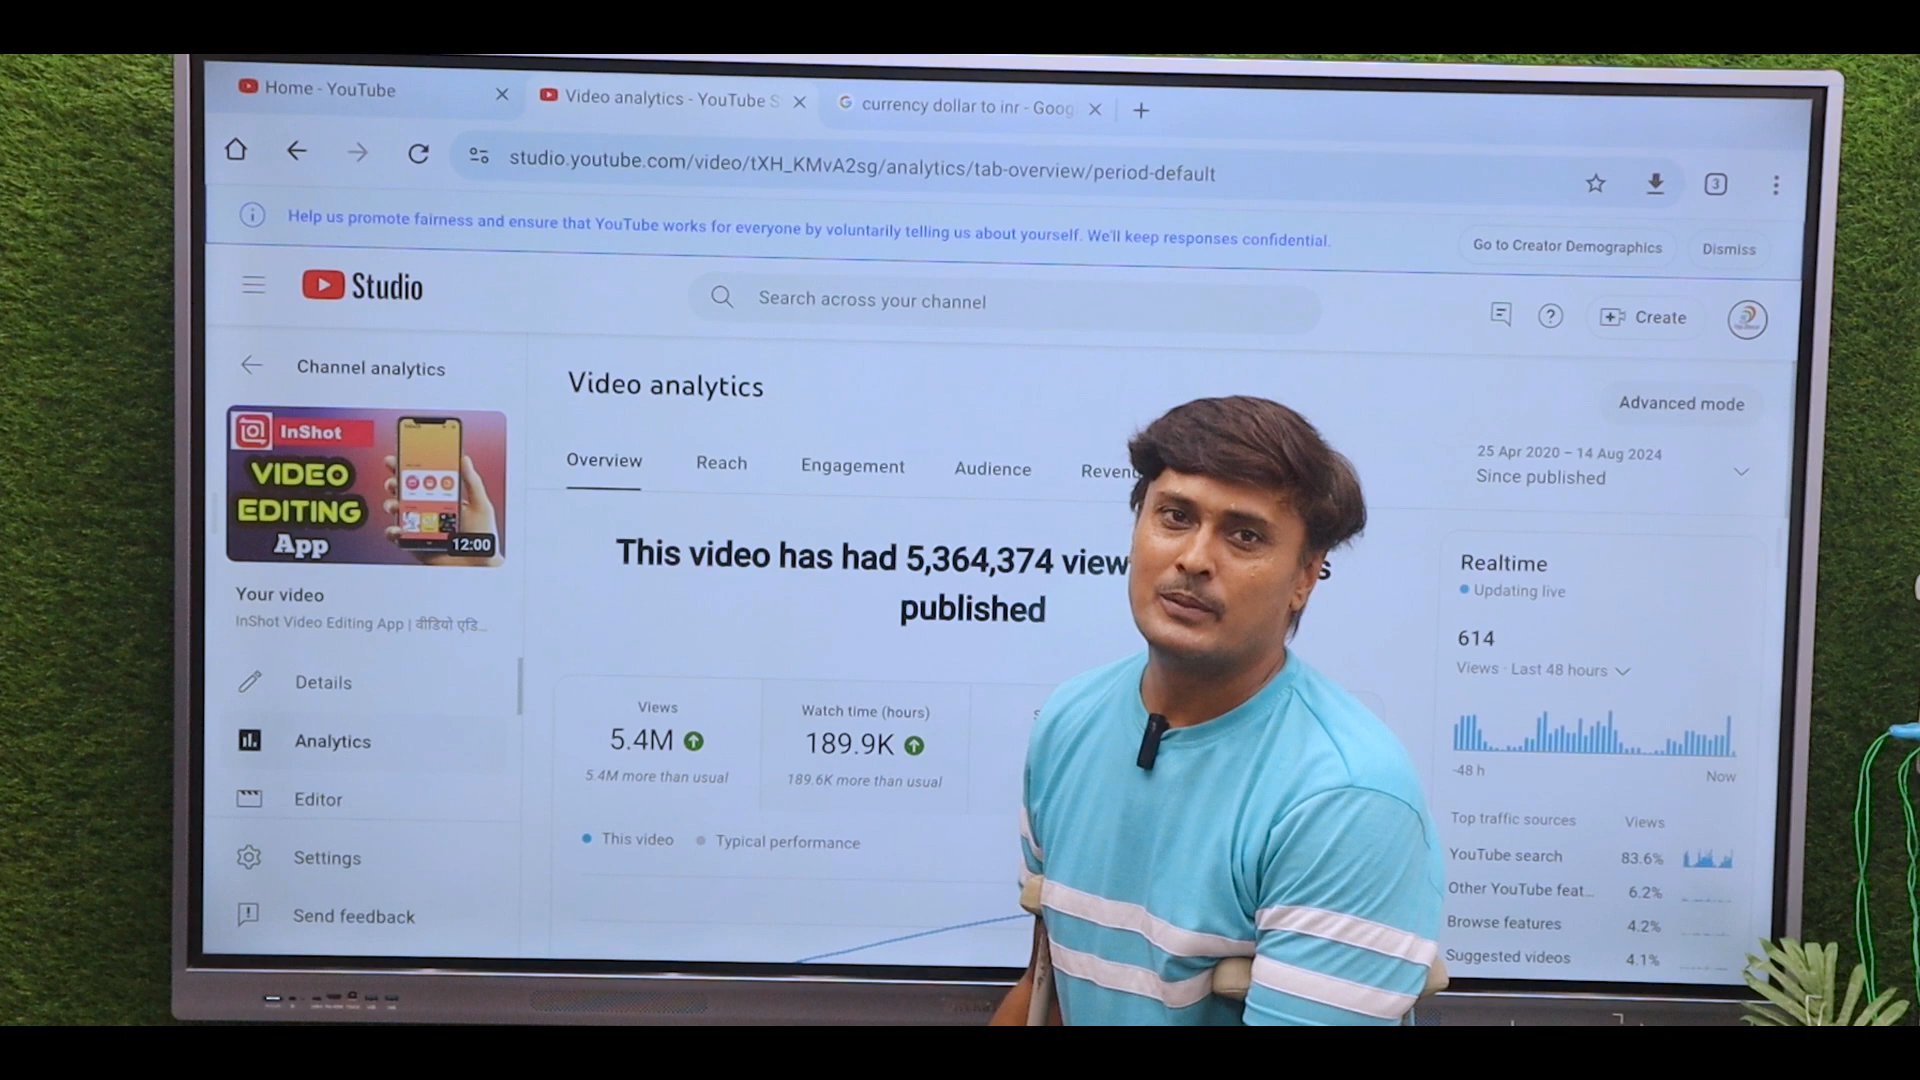 Home - YouTube
Video analytics - YouTube S
currency dollar to inr - Goog
studio.youtube.com/video/tXH_KMvA2sg/analytics/tab-overview/period-default
3
Help us promote fairness and ensure that YouTube works for everyone by voluntarily telling us about yourself. We'll keep responses confidential.
Go to Creator Demographics
Dismiss
Studio
Search across your channel
Create
Channel analytics
InShot
VIDEO
EDITING
App
12:00
Your video
InShot Video Editing App | वीडियो एडि...
Details
Analytics
Editor
Settings
Send feedback
Video analytics
Advanced mode
Overview
Reach
Engagement
Audience
Reven
25 Apr 2020 – 14 Aug 2024
Since published
This video has had 5,364,374 view
published
Views
5.4M
5.4M more than usual
Watch time (hours)
189.9K
189.6K more than usual
This video
Typical performance
Realtime
Updating live
614
Views · Last 48 hours
-48 h
Now
Top traffic sources
Views
YouTube search
83.6%
Other YouTube feat...
6.2%
Browse features
4.2%
Suggested videos
4.1%